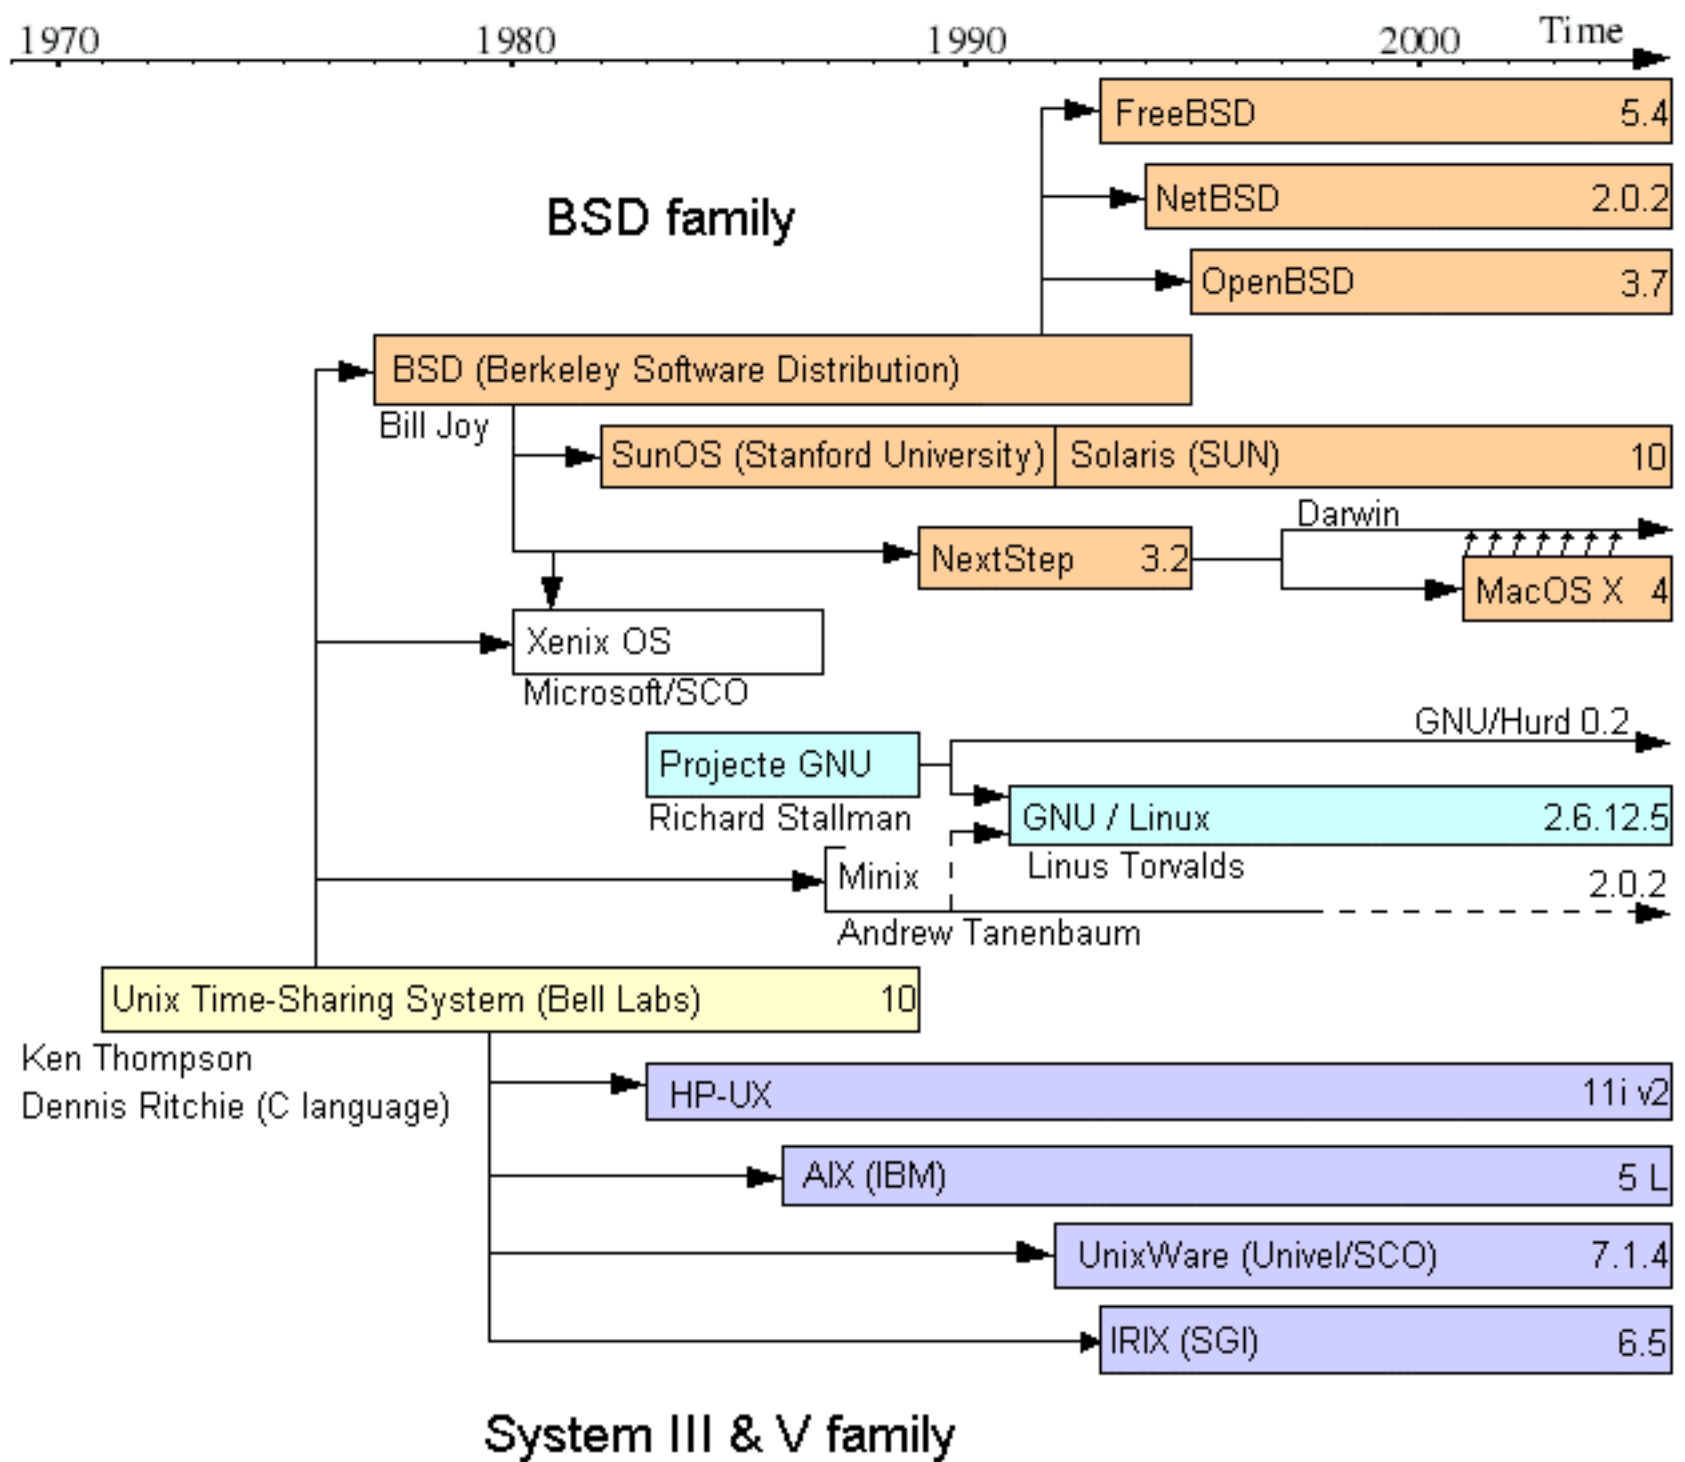 1970 1980 1990 2000 Time
FreeBSD 5.4
NetBSD 2.0.2
BSD family
OpenBSD 3.7
BSD (Berkeley Software Distribution)
Bill Joy
SunOS (Stanford University) Solaris (SUN) 10
Darwin
NextStep 3.2
MacOS X 4
Xenix OS
Microsoft/SCO
GNU/Hurd 0.2
Projecte GNU
Richard Stallman
GNU / Linux 2.6.12.5
Linus Torvalds
Minix 2.0.2
Andrew Tanenbaum
Unix Time-Sharing System (Bell Labs) 10
Ken Thompson
Dennis Ritchie (C language)
HP-UX 11i v2
AIX (IBM) 5 L
UnixWare (Univel/SCO) 7.1.4
IRIX (SGI) 6.5
System III & V family